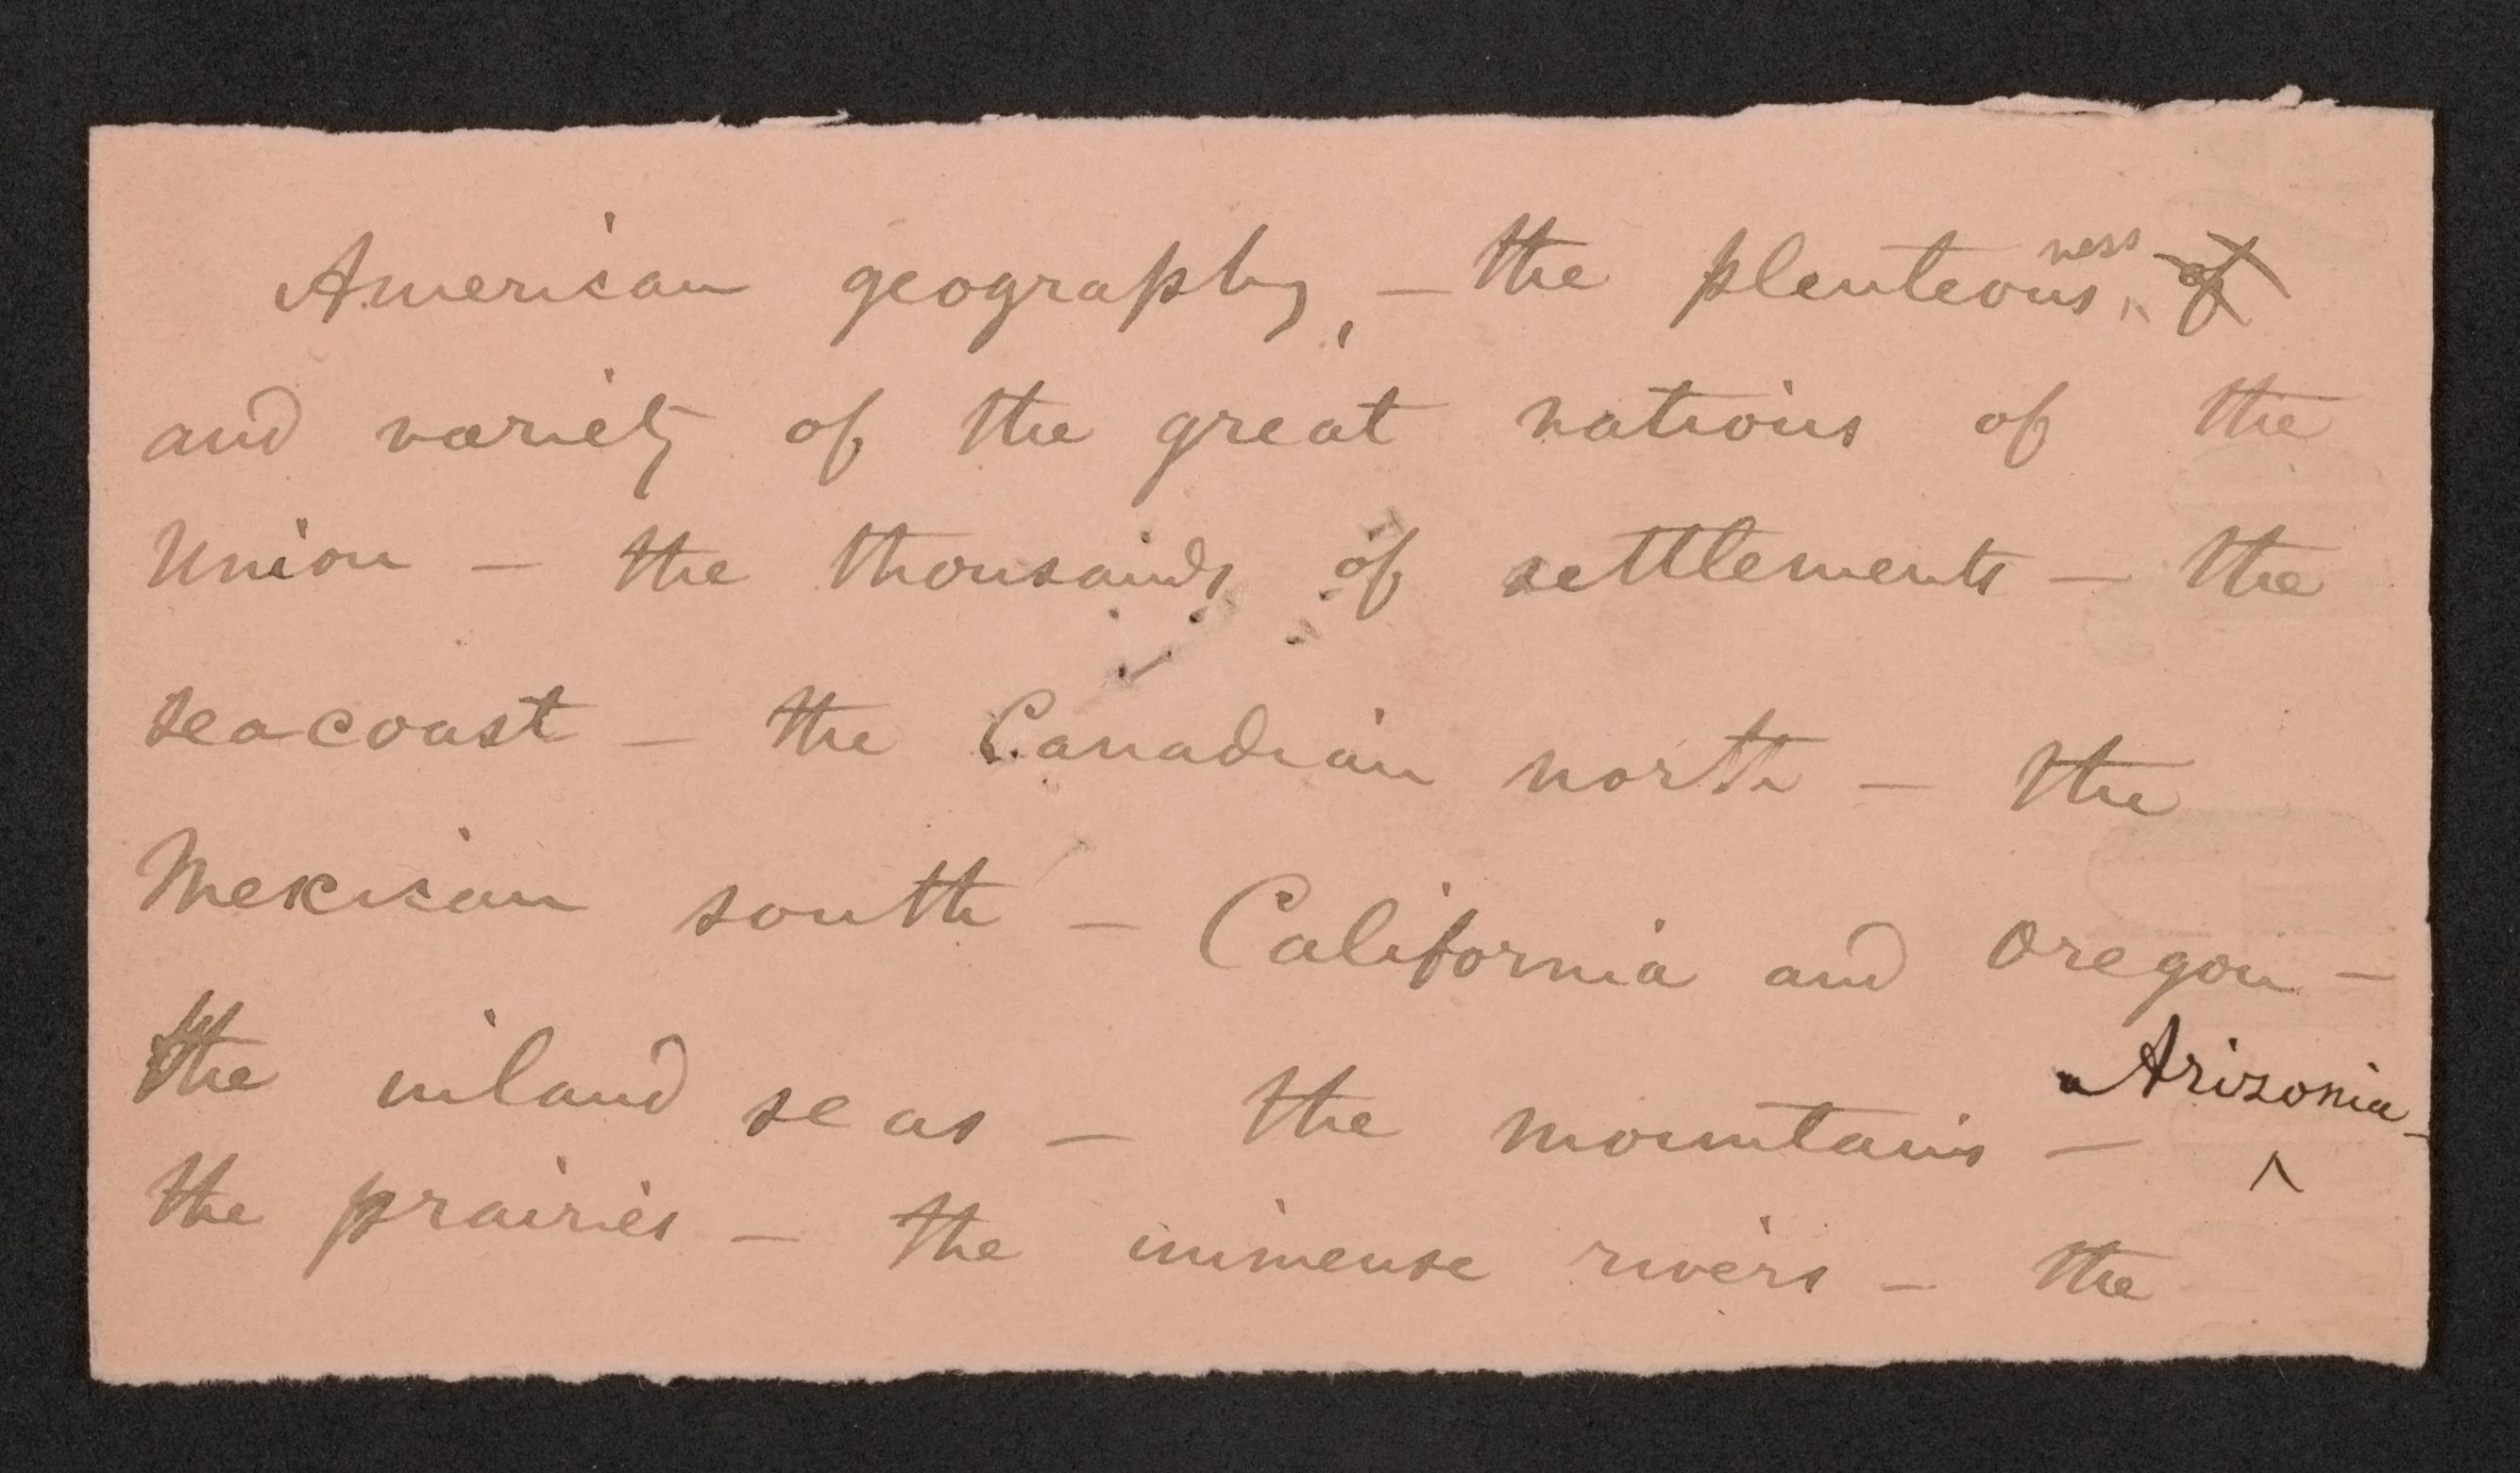 American geography, — the plenteousness ~~of~~
and variety of the great nations of the
Union — the thousands of settlements — the
seacoast — the Canadian north — the
Mexican south — California and Oregon —
the inland seas — the mountains — Arizonia —
the prairies — the immense rivers — the